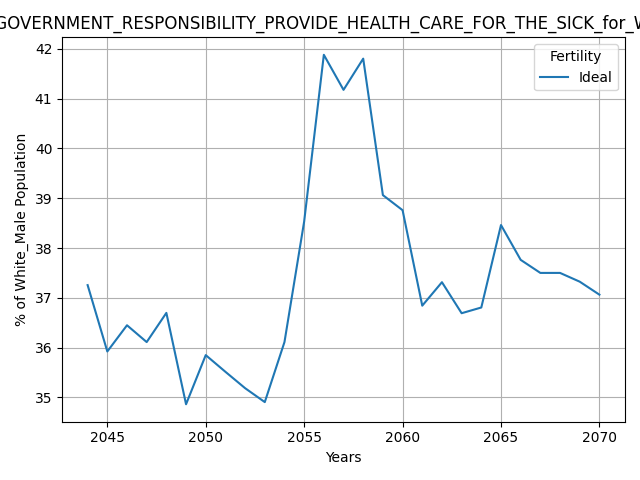 GOVERNMENT_RESPONSIBILITY_PROVIDE_HEALTH_CARE_FOR_THE_SICK_for_W
Fertility
Ideal
42
41
40
39
38
37
36
35
% of White_Male Population
2045 2050 2055 2060 2065 2070
Years